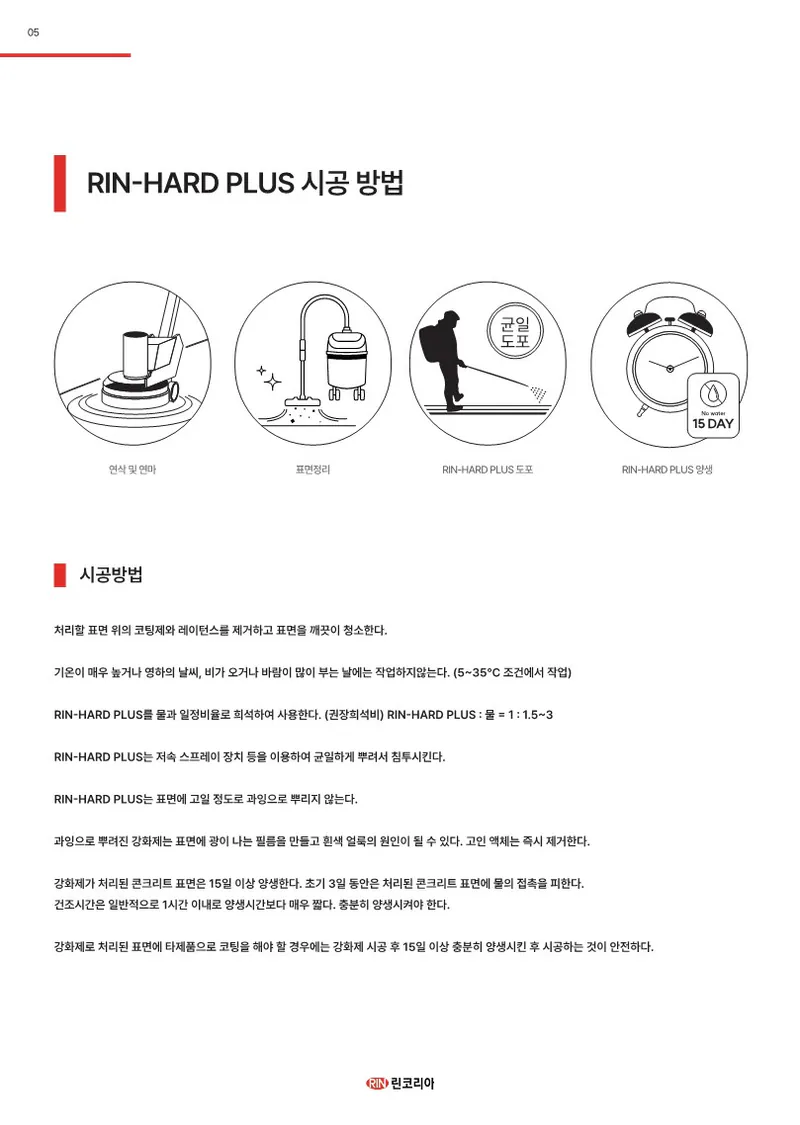 05
RIN-HARD PLUS 시공 방법
균일
도포
No water
15 DAY
연삭 및 연마
표면정리
RIN-HARD PLUS 도포
RIN-HARD PLUS 양생
시공방법
처리할 표면 위의 코팅제와 레이턴스를 제거하고 표면을 깨끗이 청소한다.
기온이 매우 높거나 영하의 날씨, 비가 오거나 바람이 많이 부는 날에는 작업하지않는다. (5~35°C 조건에서 작업)
RIN-HARD PLUS를 물과 일정비율로 희석하여 사용한다. (권장희석비) RIN-HARD PLUS : 물 = 1 : 1.5~3
RIN-HARD PLUS는 저속 스프레이 장치 등을 이용하여 균일하게 뿌려서 침투시킨다.
RIN-HARD PLUS는 표면에 고일 정도로 과잉으로 뿌리지 않는다.
과잉으로 뿌려진 강화제는 표면에 광이 나는 필름을 만들고 흰색 얼룩의 원인이 될 수 있다. 고인 액체는 즉시 제거한다.
강화제가 처리된 콘크리트 표면은 15일 이상 양생한다. 초기 3일 동안은 처리된 콘크리트 표면에 물의 접촉을 피한다.
건조시간은 일반적으로 1시간 이내로 양생시간보다 매우 짧다. 충분히 양생시켜야 한다.
강화제로 처리된 표면에 타제품으로 코팅을 해야 할 경우에는 강화제 시공 후 15일 이상 충분히 양생시킨 후 시공하는 것이 안전하다.
RIN 린코리아